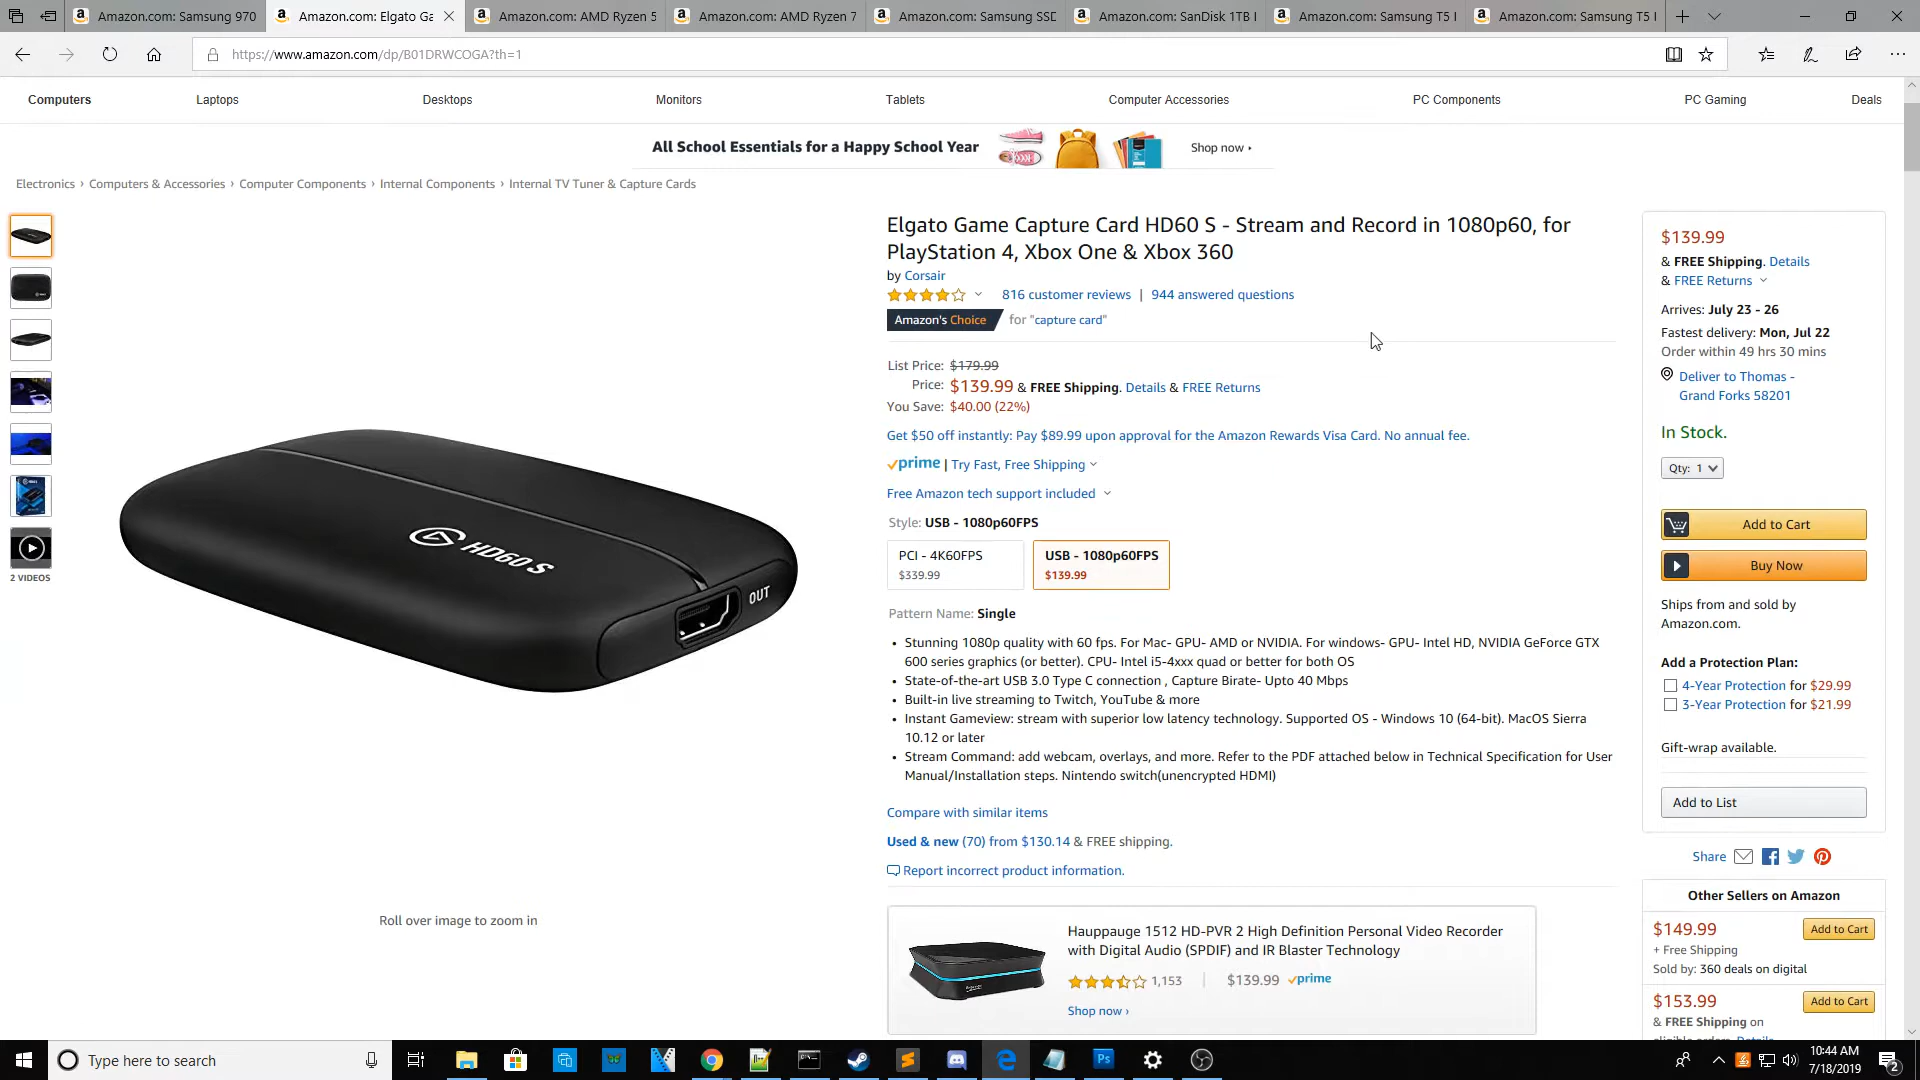 Amazon.com: Samsung 970
Amazon.com: Elgato Ga
Amazon.com: AMD Ryzen 5
Amazon.com: AMD Ryzen 7
Amazon.com: Samsung SSD
Amazon.com: SanDisk 1TB
Amazon.com: Samsung T5
Amazon.com: Samsung T5
https://www.amazon.com/dp/B01DRWCOGA?th=1
Computers
Laptops
Desktops
Monitors
Tablets
Computer Accessories
PC Components
PC Gaming
Deals
All School Essentials for a Happy School Year
Shop now ▸
Electronics › Computers & Accessories › Computer Components › Internal Components › Internal TV Tuner & Capture Cards
2 VIDEOS
HD60 S
OUT
Roll over image to zoom in
Elgato Game Capture Card HD60 S - Stream and Record in 1080p60, for
PlayStation 4, Xbox One & Xbox 360
by Corsair
816 customer reviews | 944 answered questions
Amazon's Choice for "capture card"
List Price: $179.99
Price: $139.99 & FREE Shipping. Details & FREE Returns
You Save: $40.00 (22%)
Get $50 off instantly: Pay $89.99 upon approval for the Amazon Rewards Visa Card. No annual fee.
prime | Try Fast, Free Shipping
Free Amazon tech support included
Style: USB - 1080p60FPS
PCI - 4K60FPS
$339.99
USB - 1080p60FPS
$139.99
Pattern Name: Single
• Stunning 1080p quality with 60 fps. For Mac- GPU- AMD or NVIDIA. For windows- GPU- Intel HD, NVIDIA GeForce GTX
600 series graphics (or better). CPU- Intel i5-4xxx quad or better for both OS
• State-of-the-art USB 3.0 Type C connection , Capture Birate- Upto 40 Mbps
• Built-in live streaming to Twitch, YouTube & more
• Instant Gameview: stream with superior low latency technology. Supported OS - Windows 10 (64-bit). MacOS Sierra
10.12 or later
• Stream Command: add webcam, overlays, and more. Refer to the PDF attached below in Technical Specification for User
Manual/Installation steps. Nintendo switch(unencrypted HDMI)
Compare with similar items
Used & new (70) from $130.14 & FREE shipping.
Report incorrect product information.
Hauppauge 1512 HD-PVR 2 High Definition Personal Video Recorder
with Digital Audio (SPDIF) and IR Blaster Technology
1,153 | $139.99 prime
Shop now ›
$139.99
& FREE Shipping. Details
& FREE Returns
Arrives: July 23 - 26
Fastest delivery: Mon, Jul 22
Order within 49 hrs 30 mins
Deliver to Thomas -
Grand Forks 58201
In Stock.
Qty: 1
Add to Cart
Buy Now
Ships from and sold by
Amazon.com.
Add a Protection Plan:
4-Year Protection for $29.99
3-Year Protection for $21.99
Gift-wrap available.
Add to List
Share
Other Sellers on Amazon
$149.99
Add to Cart
+ Free Shipping
Sold by: 360 deals on digital
$153.99
Add to Cart
& FREE Shipping on
Type here to search
Ps
10:44 AM
7/18/2019
2